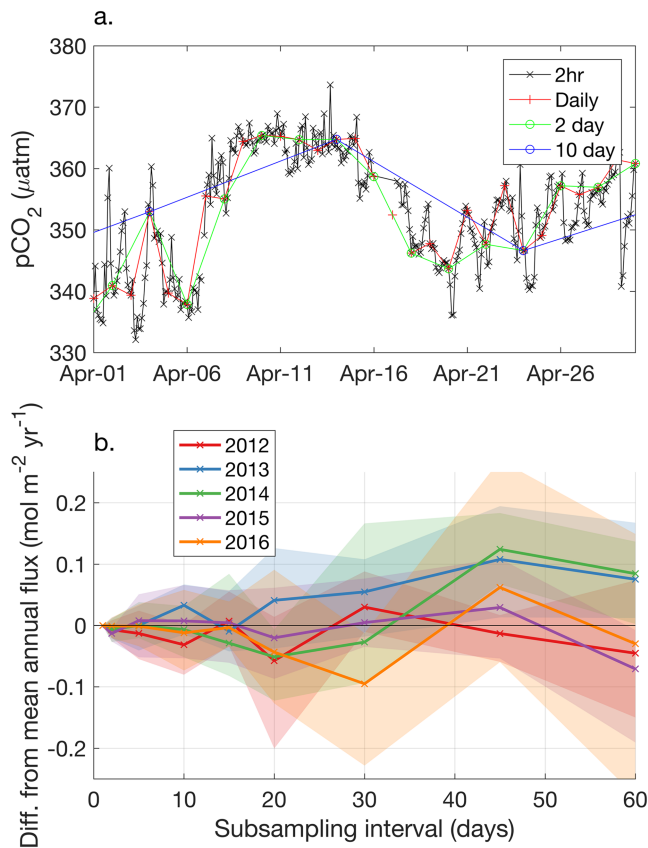 a.
380
370
360
350
340
330
pCO2 (μatm)
2hr
Daily
2 day
10 day
Apr-01
Apr-06
Apr-11
Apr-16
Apr-21
Apr-26
b.
Diff. from mean annual flux (mol m−2 yr−1)
2012
2013
2014
2015
2016
0.2
0.1
0
-0.1
-0.2
0
10
20
30
40
50
60
Subsampling interval (days)